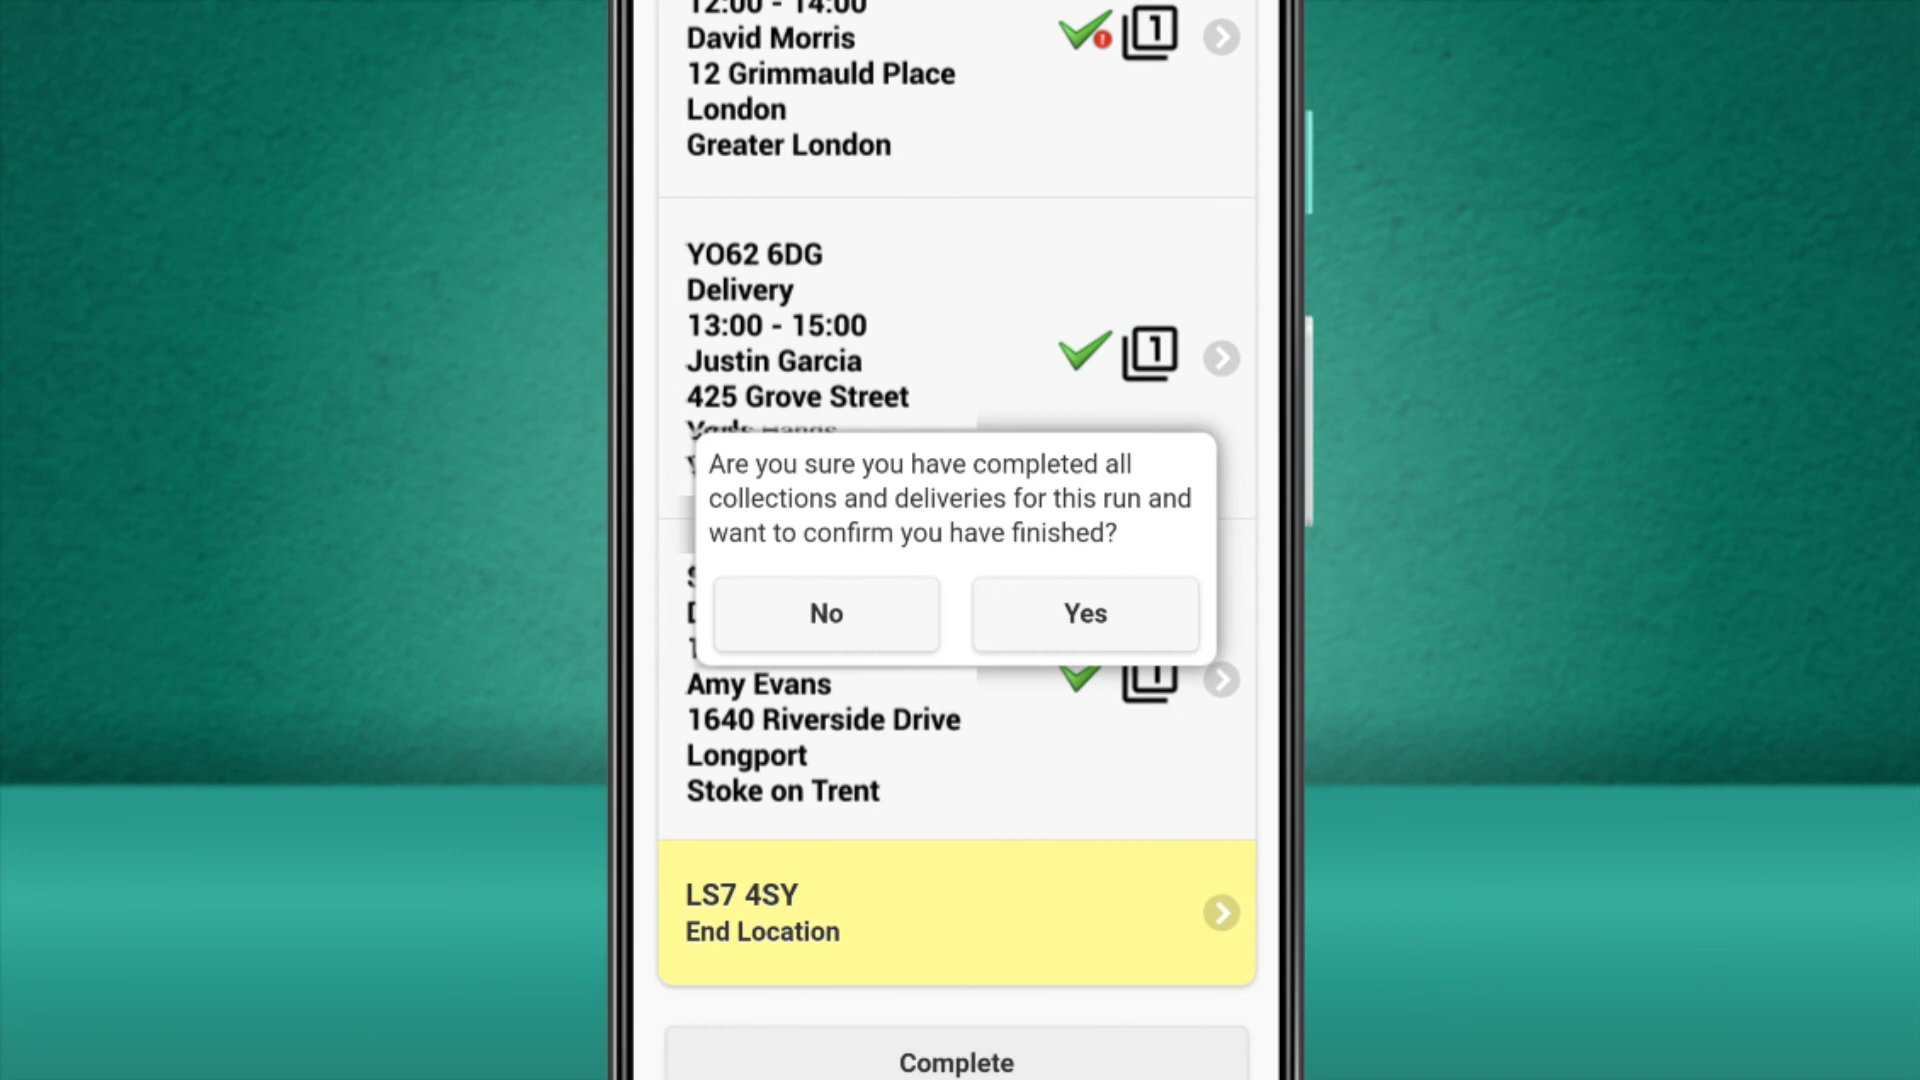 12:00 - 14:00
David Morris
12 Grimmauld Place
London
Greater London
1
YO62 6DG
Delivery
13:00 - 15:00
Justin Garcia
425 Grove Street
1
Are you sure you have completed all
collections and deliveries for this run and
want to confirm you have finished?
No
Yes
Amy Evans
1640 Riverside Drive
Longport
Stoke on Trent
1
LS7 4SY
End Location
Complete